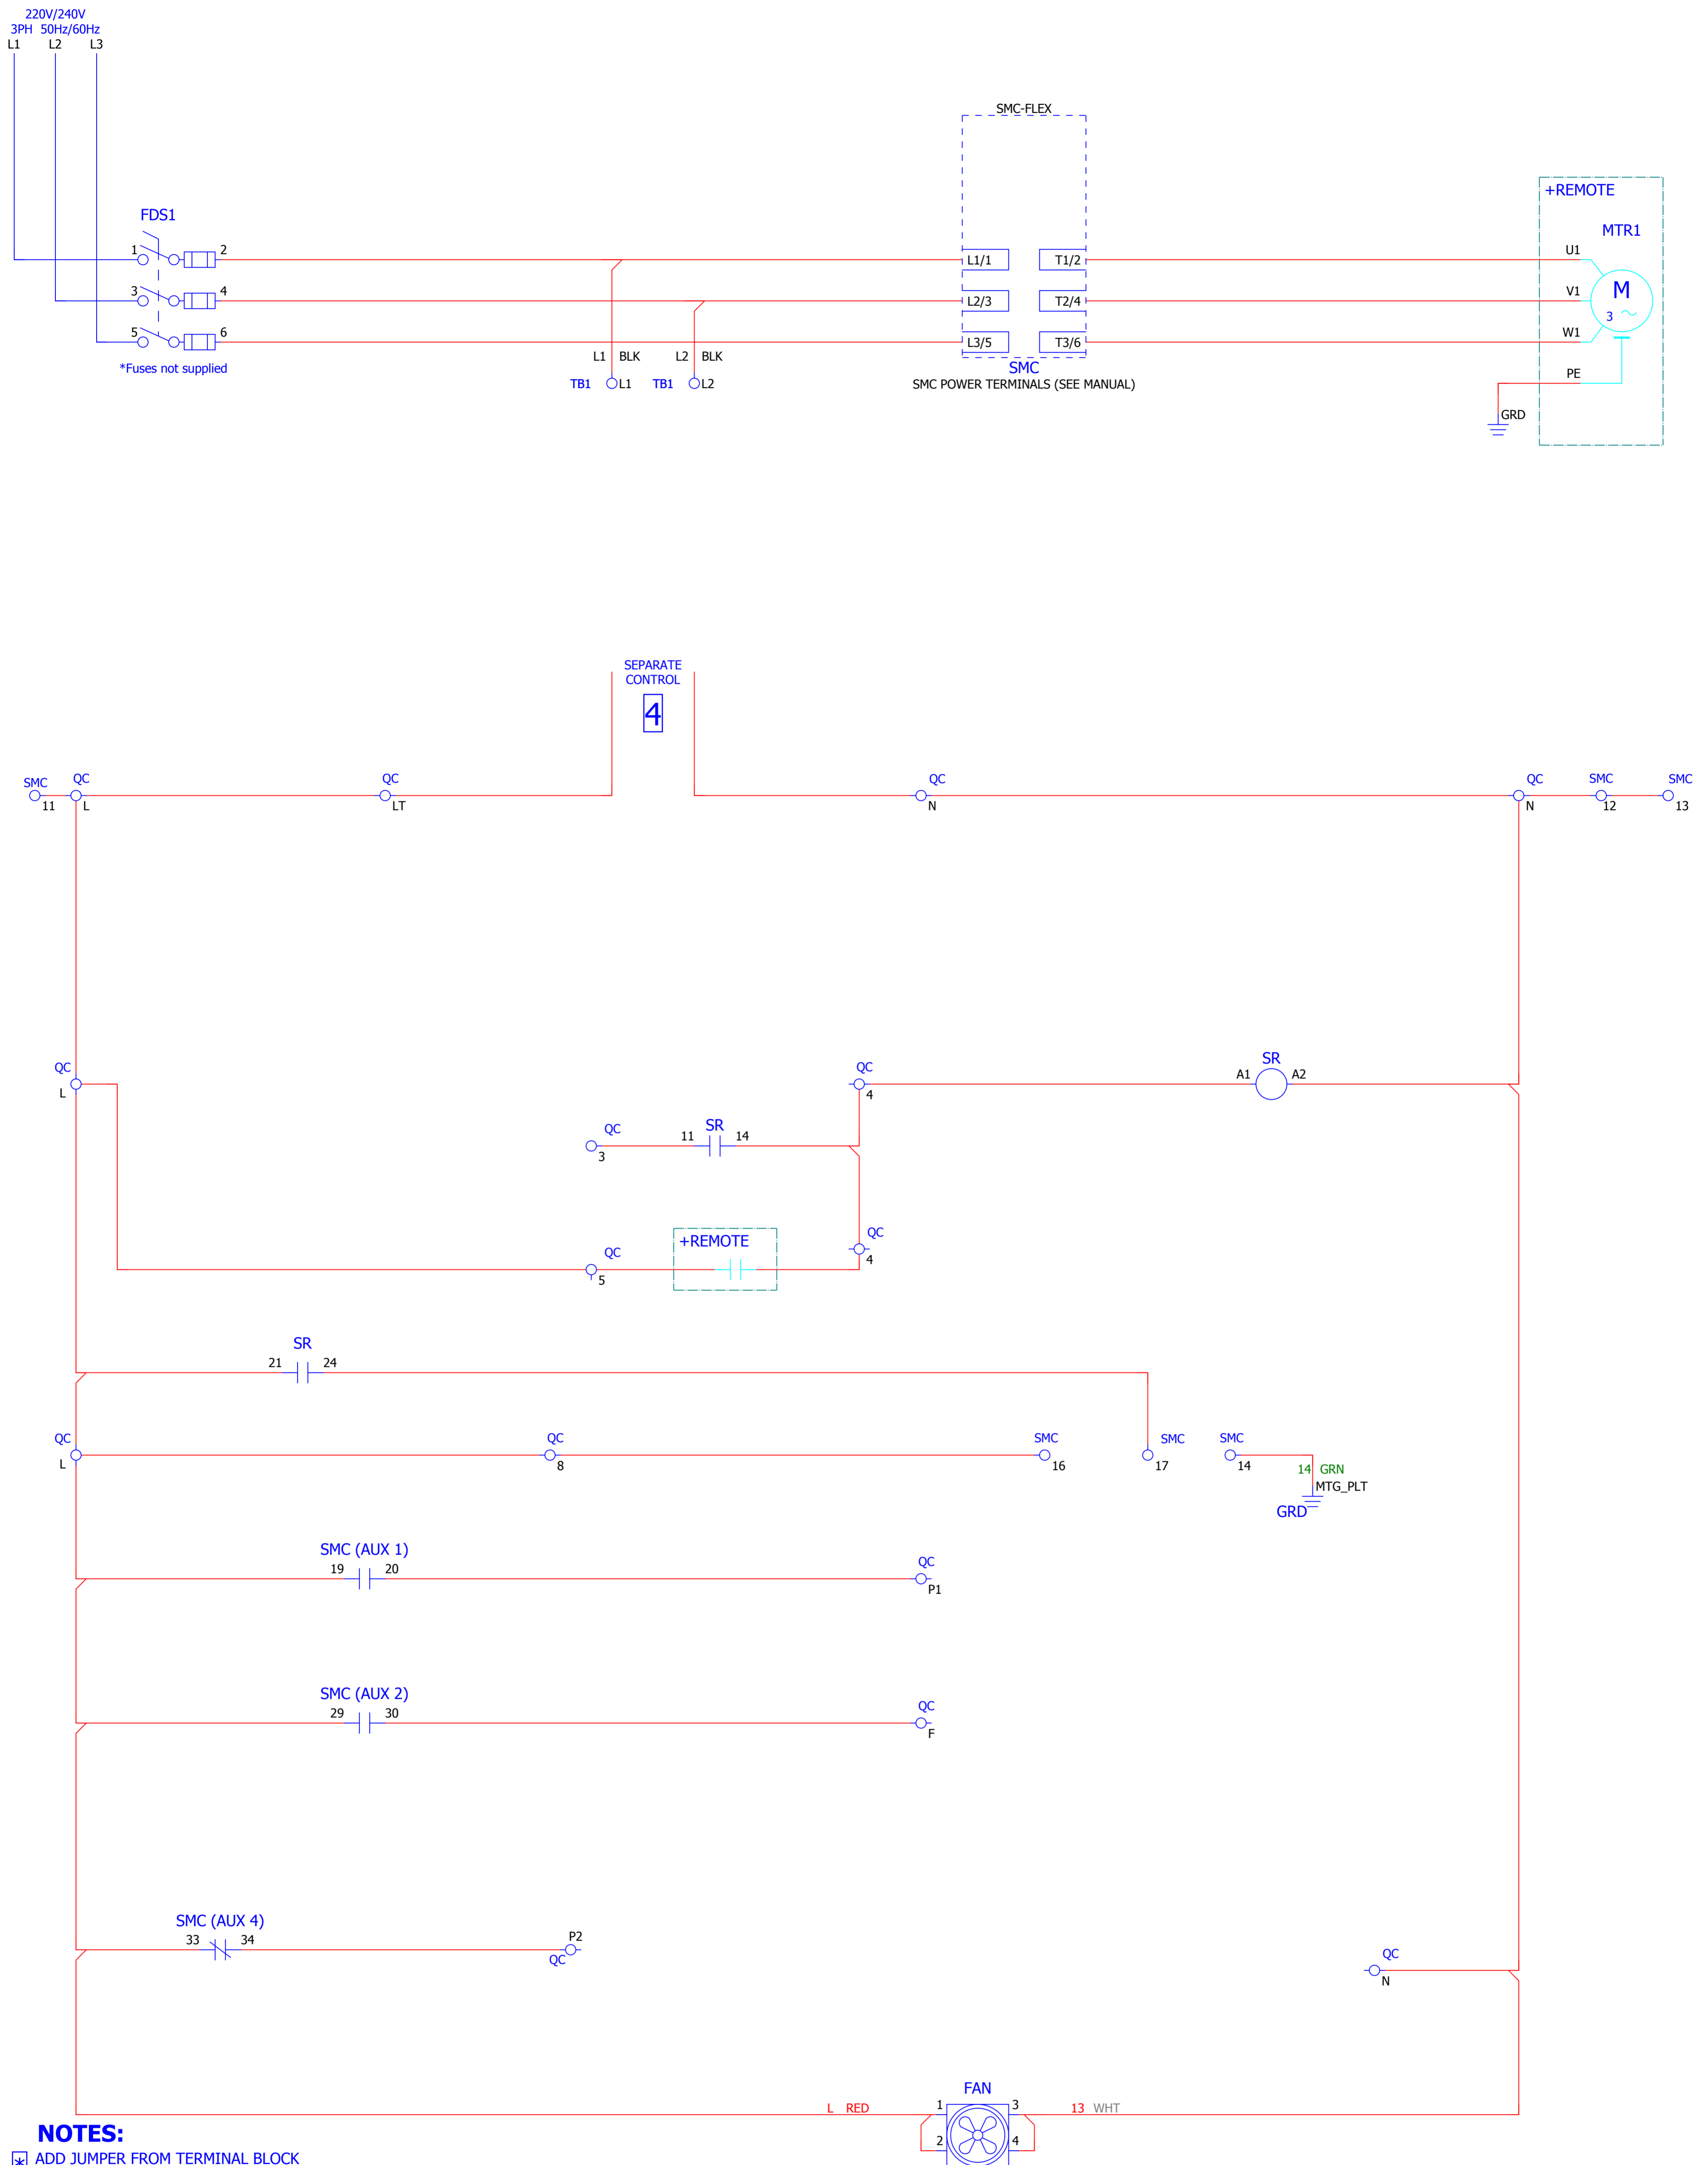 220V/240V
3PH 50Hz/60Hz
L1 L2 L3
SMC-FLEX
+REMOTE
FDS1
MTR1
1 2
L1/1 T1/2
U1
3 4
L2/3 T2/4
V1
M
3
5 6
L3/5 T3/6
W1
*Fuses not supplied
L1 BLK L2 BLK
SMC
PE
TB1 L1 TB1 L2
SMC POWER TERMINALS (SEE MANUAL)
GRD
SEPARATE
CONTROL
4
SMC QC QC QC QC SMC SMC
11 L LT N N 12 13
QC QC SR
L 4 A1 A2
QC SR
3 11 14
QC +REMOTE QC
5 4
SR
21 24
QC QC SMC SMC SMC
L 8 16 17 14
14 GRN
MTG_PLT
GRD
SMC (AUX 1)
19 20
QC
P1
SMC (AUX 2)
29 30
QC
F
SMC (AUX 4)
33 34
P2
QC
QC
N
FAN
L RED 1 3 13 WHT
2 4
NOTES:
* ADD JUMPER FROM TERMINAL BLOCK